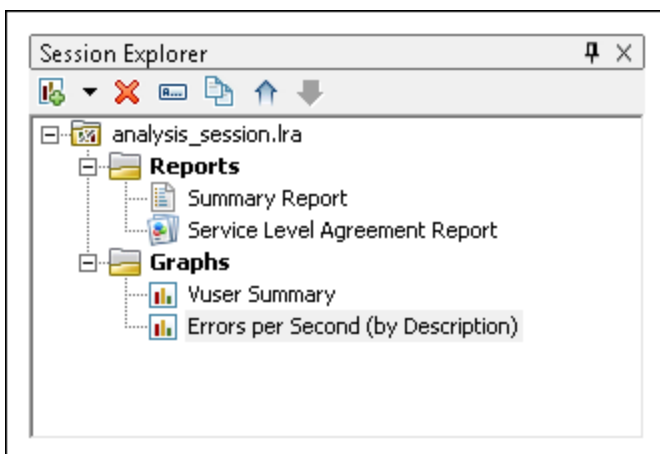 Session Explorer
analysis_session.lra
Reports
Summary Report
Service Level Agreement Report
Graphs
Vuser Summary
Errors per Second (by Description)